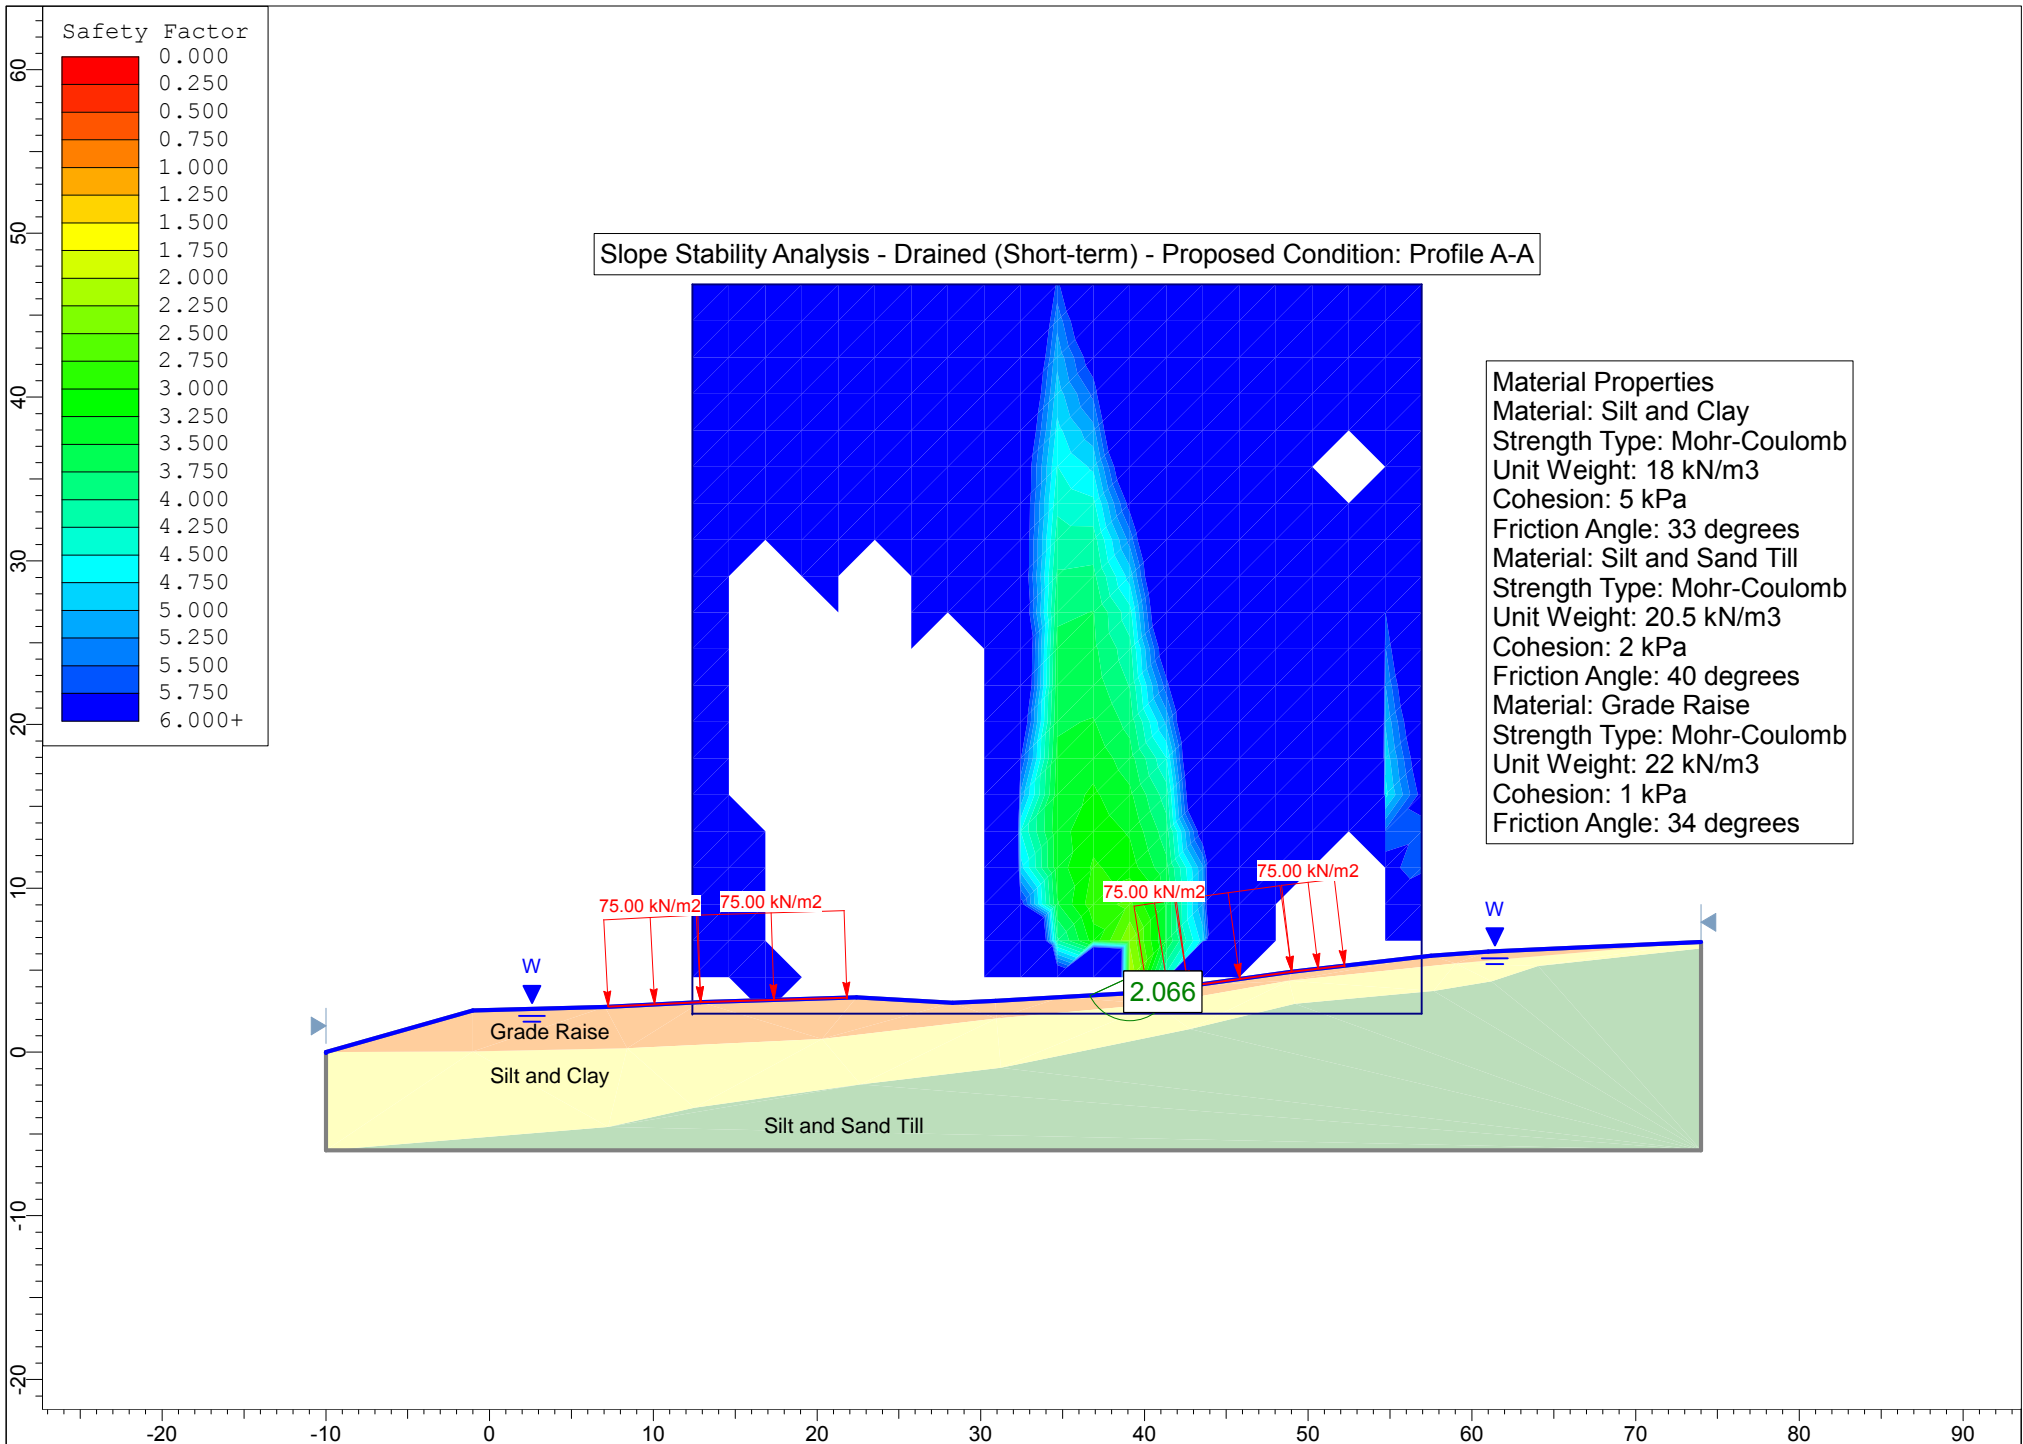 Safety Factor
0.000
0.250
0.500
0.750
1.000
1.250
1.500
1.750
2.000
2.250
2.500
2.750
3.000
3.250
3.500
3.750
4.000
4.250
4.500
4.750
5.000
5.250
5.500
5.750
6.000+
Slope Stability Analysis - Drained (Short-term) - Proposed Condition: Profile A-A
Material Properties
Material: Silt and Clay
Strength Type: Mohr-Coulomb
Unit Weight: 18 kN/m3
Cohesion: 5 kPa
Friction Angle: 33 degrees
Material: Silt and Sand Till
Strength Type: Mohr-Coulomb
Unit Weight: 20.5 kN/m3
Cohesion: 2 kPa
Friction Angle: 40 degrees
Material: Grade Raise
Strength Type: Mohr-Coulomb
Unit Weight: 22 kN/m3
Cohesion: 1 kPa
Friction Angle: 34 degrees
75.00 kN/m2
75.00 kN/m2
75.00 kN/m2
75.00 kN/m2
W
W
2.066
Grade Raise
Silt and Clay
Silt and Sand Till
60
50
40
30
20
10
0
-10
-20
-20
-10
0
10
20
30
40
50
60
70
80
90